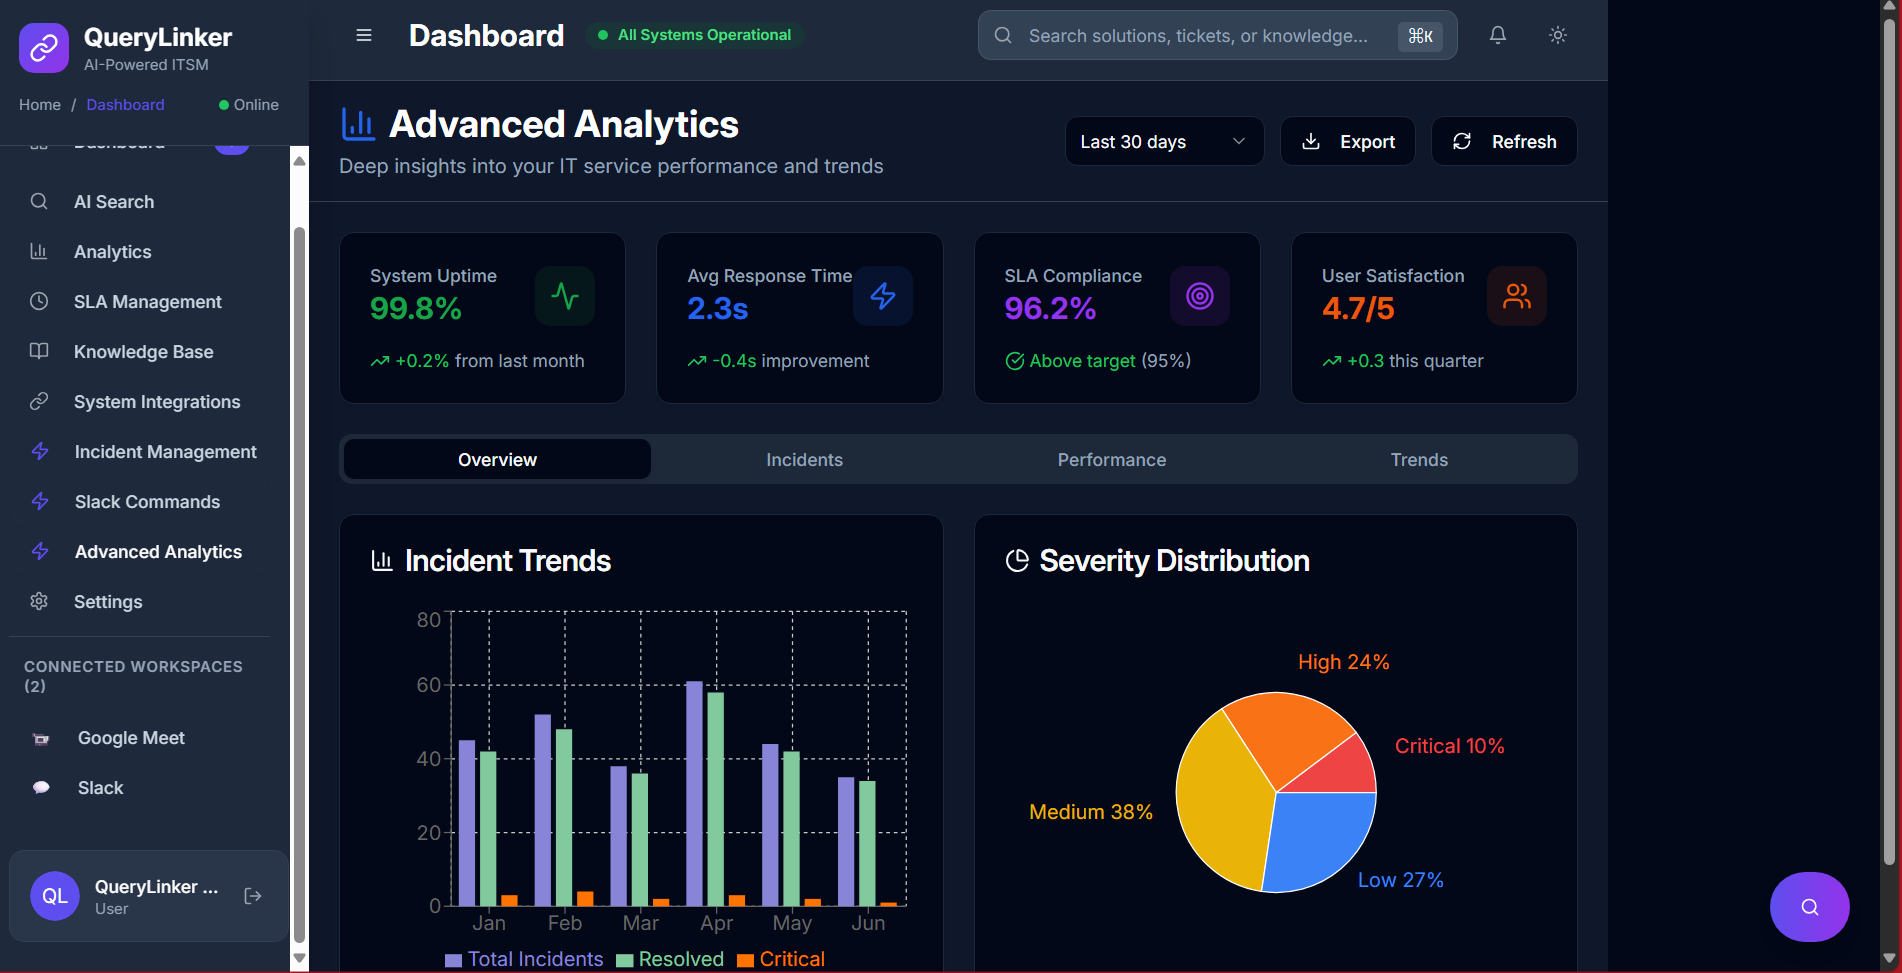 QueryLinker
AI-Powered ITSM
Home / Dashboard
Online
Dashboard
AI Search
Analytics
SLA Management
Knowledge Base
System Integrations
Incident Management
Slack Commands
Advanced Analytics
Settings
CONNECTED WORKSPACES
(2)
Google Meet
Slack
QL
QueryLinker ...
User
Dashboard
All Systems Operational
Search solutions, tickets, or knowledge...
⌘K
Advanced Analytics
Deep insights into your IT service performance and trends
Last 30 days
Export
Refresh
System Uptime
99.8%
+0.2% from last month
Avg Response Time
2.3s
-0.4s improvement
SLA Compliance
96.2%
Above target (95%)
User Satisfaction
4.7/5
+0.3 this quarter
Overview
Incidents
Performance
Trends
Incident Trends
80
60
40
20
0
Jan Feb Mar Apr May Jun
Total Incidents Resolved Critical
Severity Distribution
High 24%
Critical 10%
Medium 38%
Low 27%